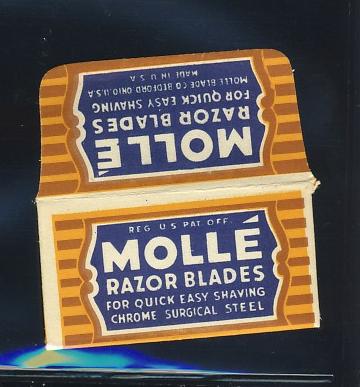 MOLLÉ
RAZOR BLADES
FOR QUICK EASY SHAVING
MOLLE BLADE CO BEDFORD OHIO. U.S.A
MADE IN U.S.A
REG U S PAT OFF.
MOLLÉ
RAZOR BLADES
FOR QUICK EASY SHAVING
CHROME SURGICAL STEEL